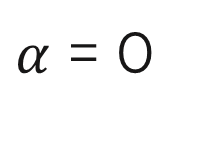 α = 0